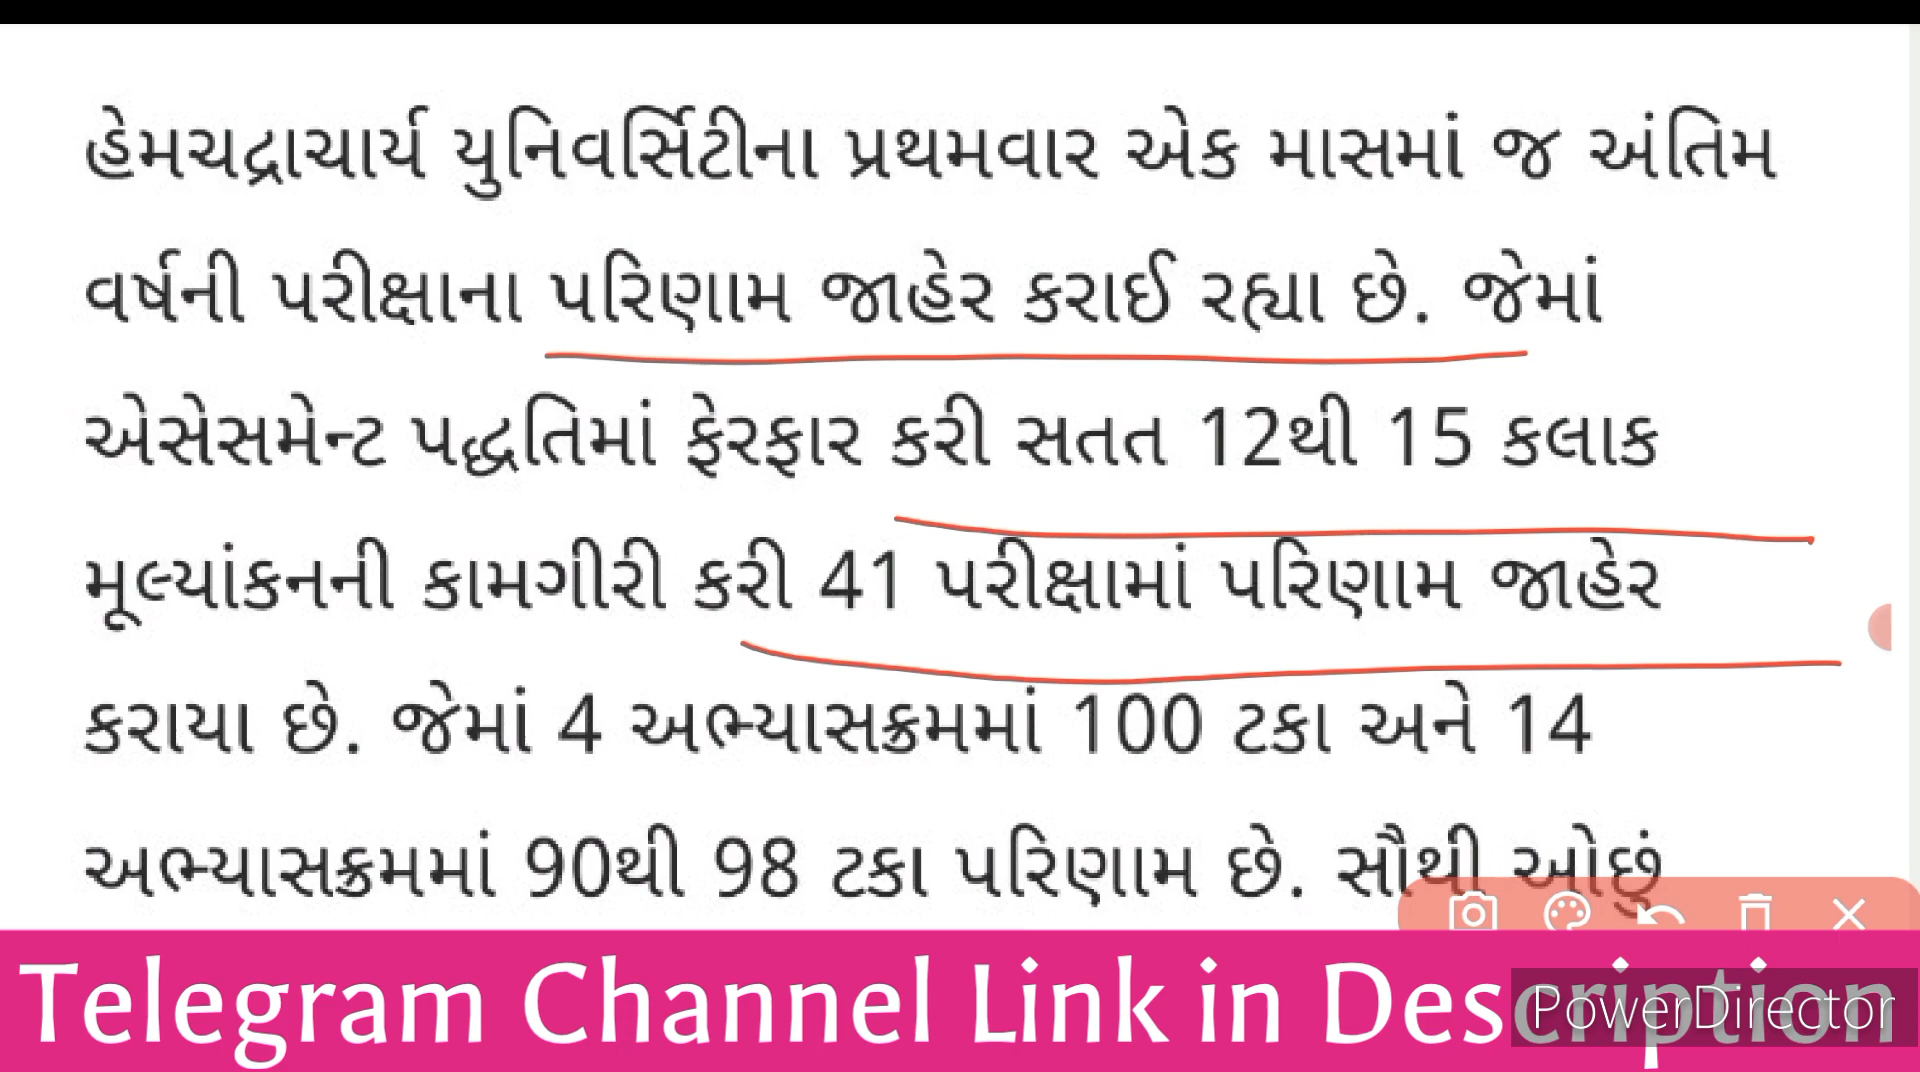 હેમચદ્રાચાર્ય યુનિવર્સિટીના પ્રથમવાર એક માસમાં જ અંતિમ
વર્ષની પરીક્ષાના પરિણામ જાહેર કરાઈ રહ્યા છે. જેમાં
એસેસમેન્ટ પદ્ધતિમાં ફેરફાર કરી સતત 12થી 15 કલાક
મૂલ્યાંકનની કામગીરી કરી 41 પરીક્ષામાં પરિણામ જાહેર
કરાયા છે. જેમાં 4 અભ્યાસક્રમમાં 100 ટકા અને 14
અભ્યાસક્રમમાં 90થી 98 ટકા પરિણામ છે. સૌથી ઓછું
Telegram Channel Link in Description
PowerDirector